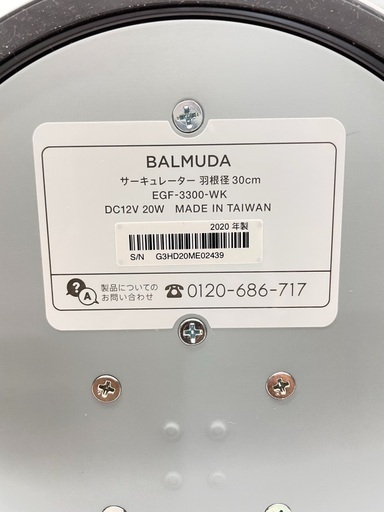 BALMUDA
サーキュレーター 羽根径 30cm
EGF-3300-WK
DC12V 20W MADE IN TAIWAN
2020 年製
S/N G3HD20ME02439
? A 製品についての
お問い合わせ
☎ 0120-686-717